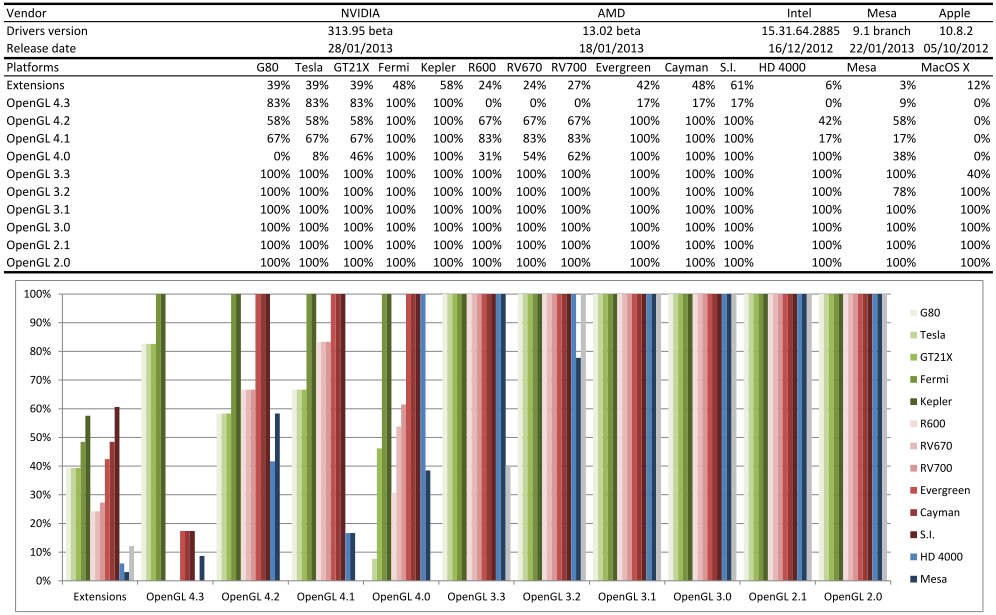 Vendor NVIDIA AMD Intel Mesa Apple
Drivers version 313.95 beta 13.02 beta 15.31.64.2885 9.1 branch 10.8.2
Release date 28/01/2013 18/01/2013 16/12/2012 22/01/2013 05/10/2012
Platforms G80 Tesla GT21X Fermi Kepler R600 RV670 RV700 Evergreen Cayman S.I. HD 4000 Mesa MacOS X
Extensions 39% 39% 39% 48% 58% 24% 24% 27% 42% 48% 61% 6% 3% 12%
OpenGL 4.3 83% 83% 83% 100% 100% 0% 0% 0% 17% 17% 17% 0% 9% 0%
OpenGL 4.2 58% 58% 58% 100% 100% 67% 67% 67% 100% 100% 100% 42% 58% 0%
OpenGL 4.1 67% 67% 67% 100% 100% 83% 83% 83% 100% 100% 100% 17% 17% 0%
OpenGL 4.0 0% 8% 46% 100% 100% 31% 54% 62% 100% 100% 100% 100% 38% 0%
OpenGL 3.3 100% 100% 100% 100% 100% 100% 100% 100% 100% 100% 100% 100% 100% 40%
OpenGL 3.2 100% 100% 100% 100% 100% 100% 100% 100% 100% 100% 100% 100% 78% 100%
OpenGL 3.1 100% 100% 100% 100% 100% 100% 100% 100% 100% 100% 100% 100% 100% 100%
OpenGL 3.0 100% 100% 100% 100% 100% 100% 100% 100% 100% 100% 100% 100% 100% 100%
OpenGL 2.1 100% 100% 100% 100% 100% 100% 100% 100% 100% 100% 100% 100% 100% 100%
OpenGL 2.0 100% 100% 100% 100% 100% 100% 100% 100% 100% 100% 100% 100% 100% 100%
100%
90%
80%
70%
60%
50%
40%
30%
20%
10%
0%
Extensions OpenGL 4.3 OpenGL 4.2 OpenGL 4.1 OpenGL 4.0 OpenGL 3.3 OpenGL 3.2 OpenGL 3.1 OpenGL 3.0 OpenGL 2.1 OpenGL 2.0
G80
Tesla
GT21X
Fermi
Kepler
R600
RV670
RV700
Evergreen
Cayman
S.I.
HD 4000
Mesa